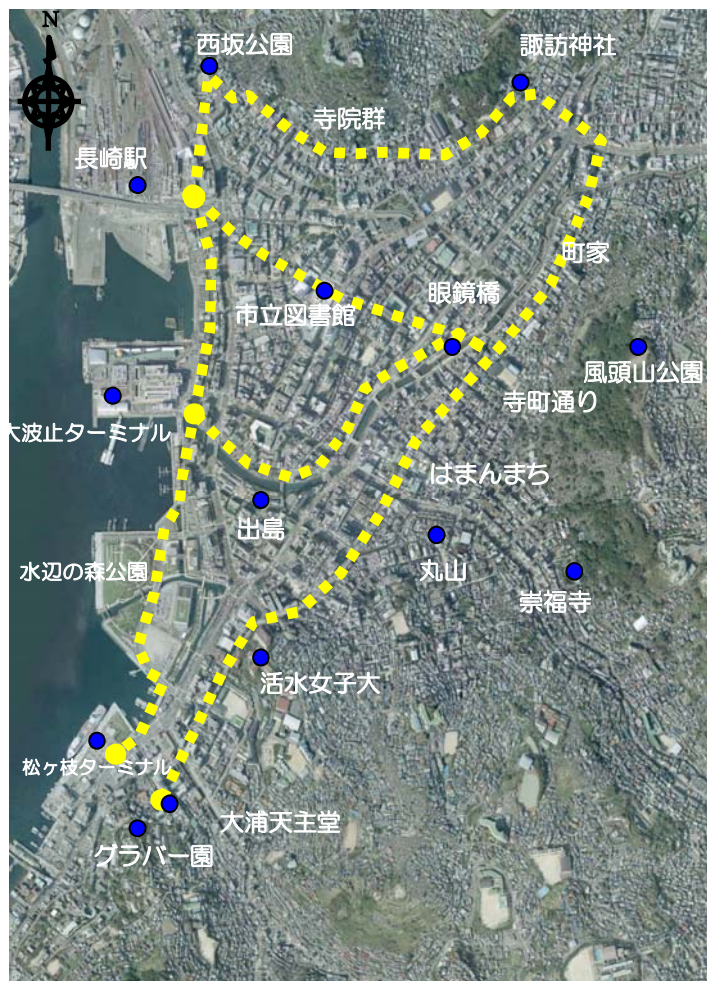 N
西坂公園
諏訪神社
寺院群
長崎駅
町家
眼鏡橋
市立図書館
風頭山公園
寺町通り
大波止ターミナル
はまんまち
出島
水辺の森公園
丸山
崇福寺
活水女子大
松ヶ枝ターミナル
大浦天主堂
グラバー園